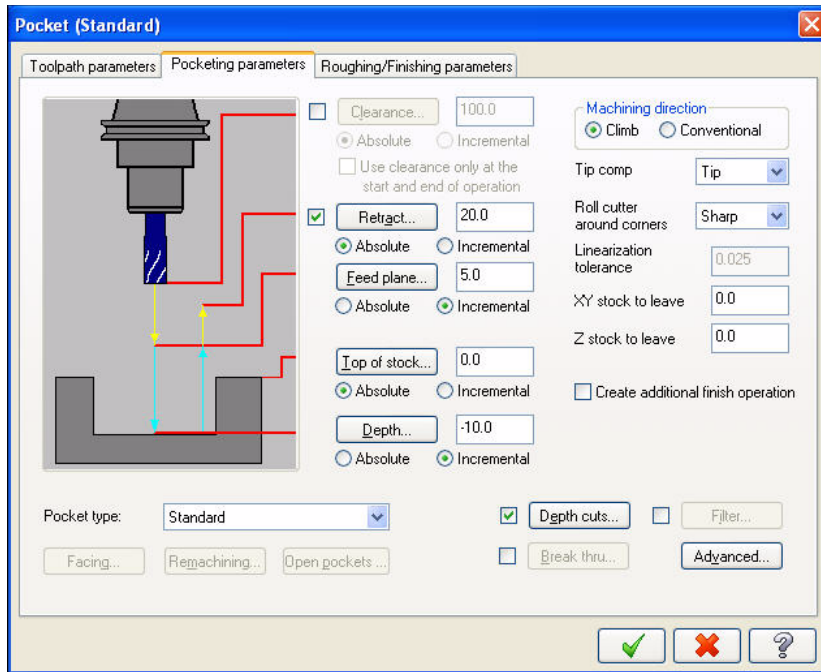 Pocket (Standard)
Toolpath parameters
Pocketing parameters
Roughing/Finishing parameters
Clearance...
100.0
Absolute
Incremental
Use clearance only at the
start and end of operation
Retract...
20.0
Absolute
Incremental
Feed plane...
5.0
Absolute
Incremental
Top of stock...
0.0
Absolute
Incremental
Depth...
-10.0
Absolute
Incremental
Machining direction
Climb
Conventional
Tip comp
Tip
Roll cutter
around corners
Sharp
Linearization
tolerance
0.025
XY stock to leave
0.0
Z stock to leave
0.0
Create additional finish operation
Pocket type:
Standard
Depth cuts...
Filter...
Facing...
Remachining...
Open pockets ...
Break thru...
Advanced...